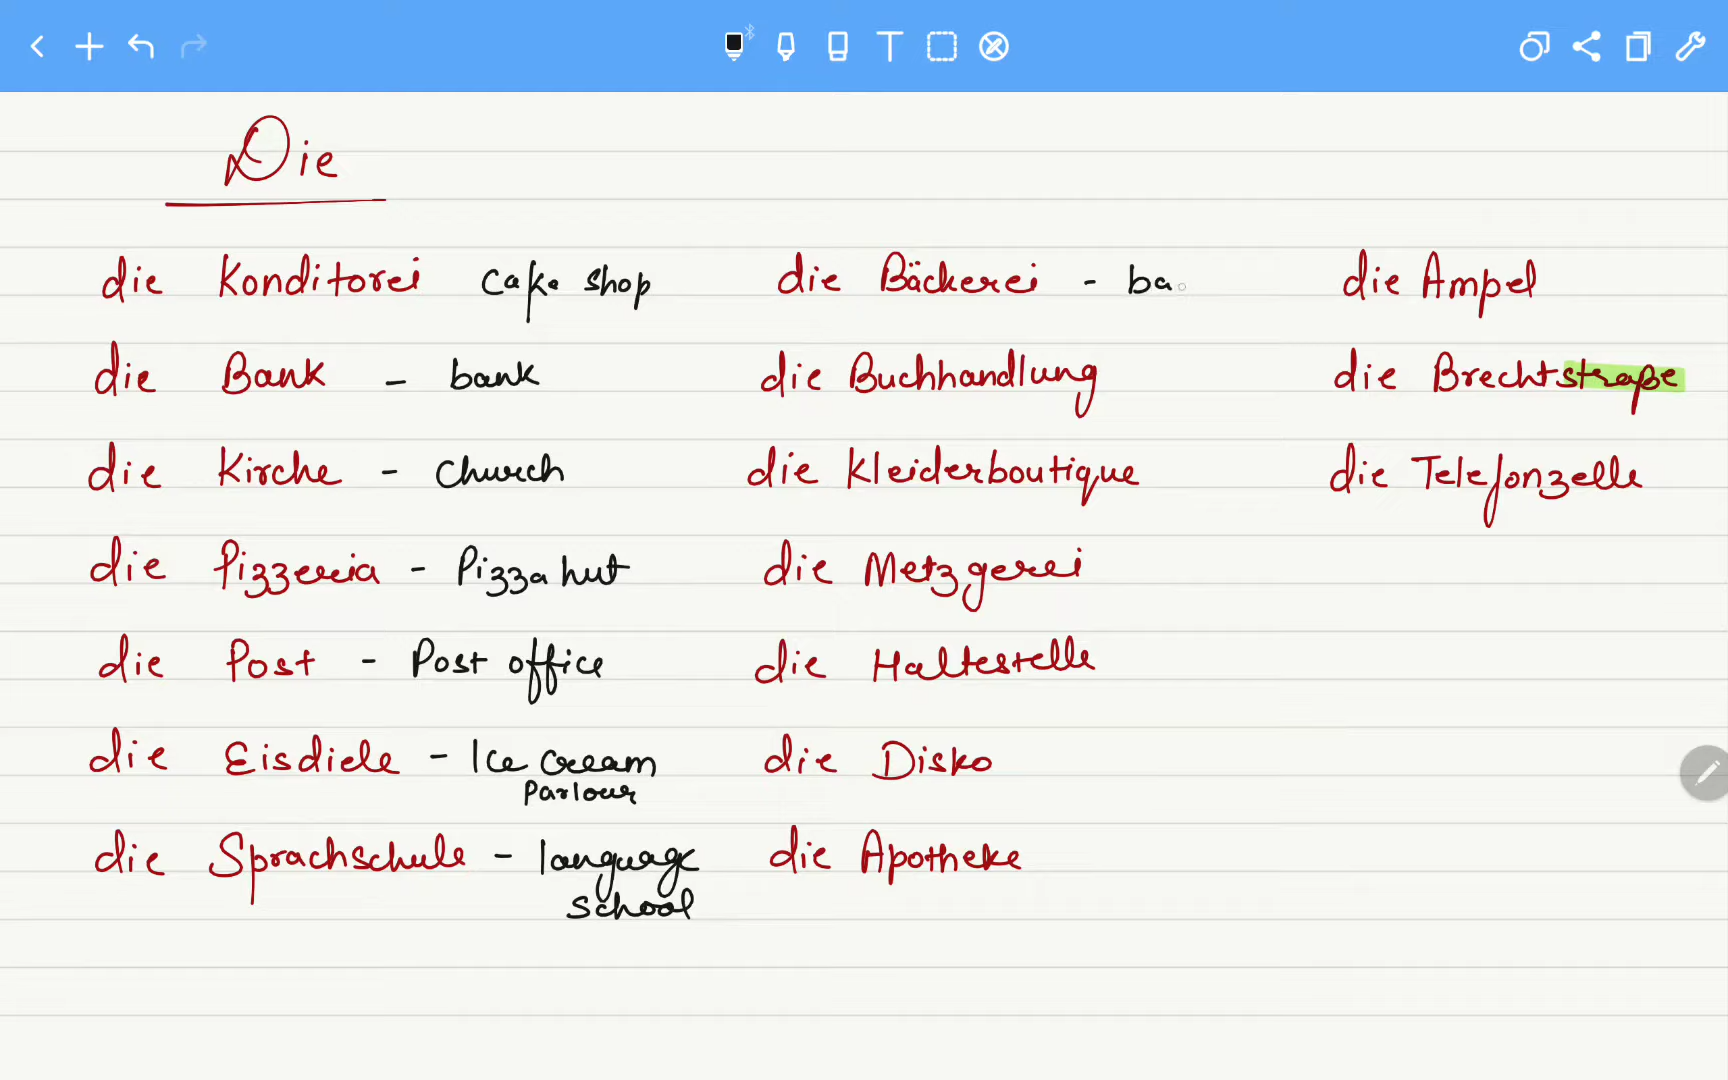 Die
die Konditorei cake shop
die Bank - bank
die Kirche - Church
die Pizzeria - Pizza hut
die Post - Post office
die Eisdiele - Ice cream
Parlour
die Sprachschule - language
school
die Bäckerei - ba
die Buchhandlung
die Kleiderboutique
die Metzgerei
die Haltestelle
die Disko
die Apotheke
die Ampel
die Brechtstraße
die Telefonzelle